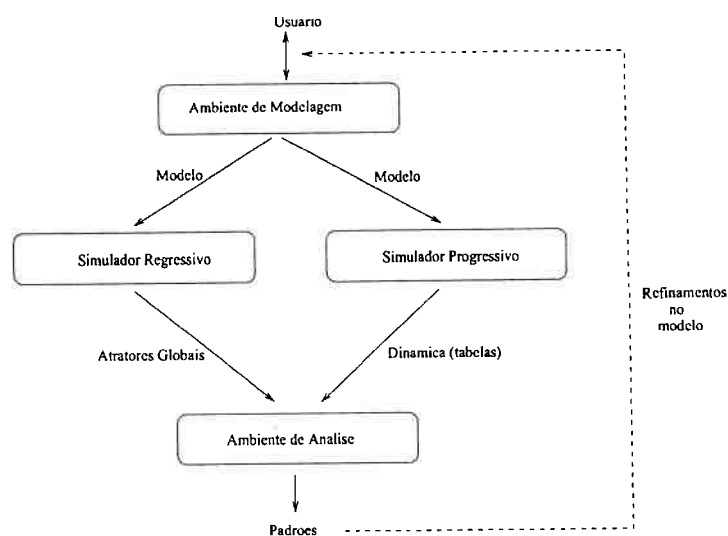 Usuario
Ambiente de Modelagem
Modelo
Modelo
Simulador Regressivo
Simulador Progressivo
Refinamentos
no
modelo
Atratores Globais
Dinamica (tabelas)
Ambiente de Analise
Padroes